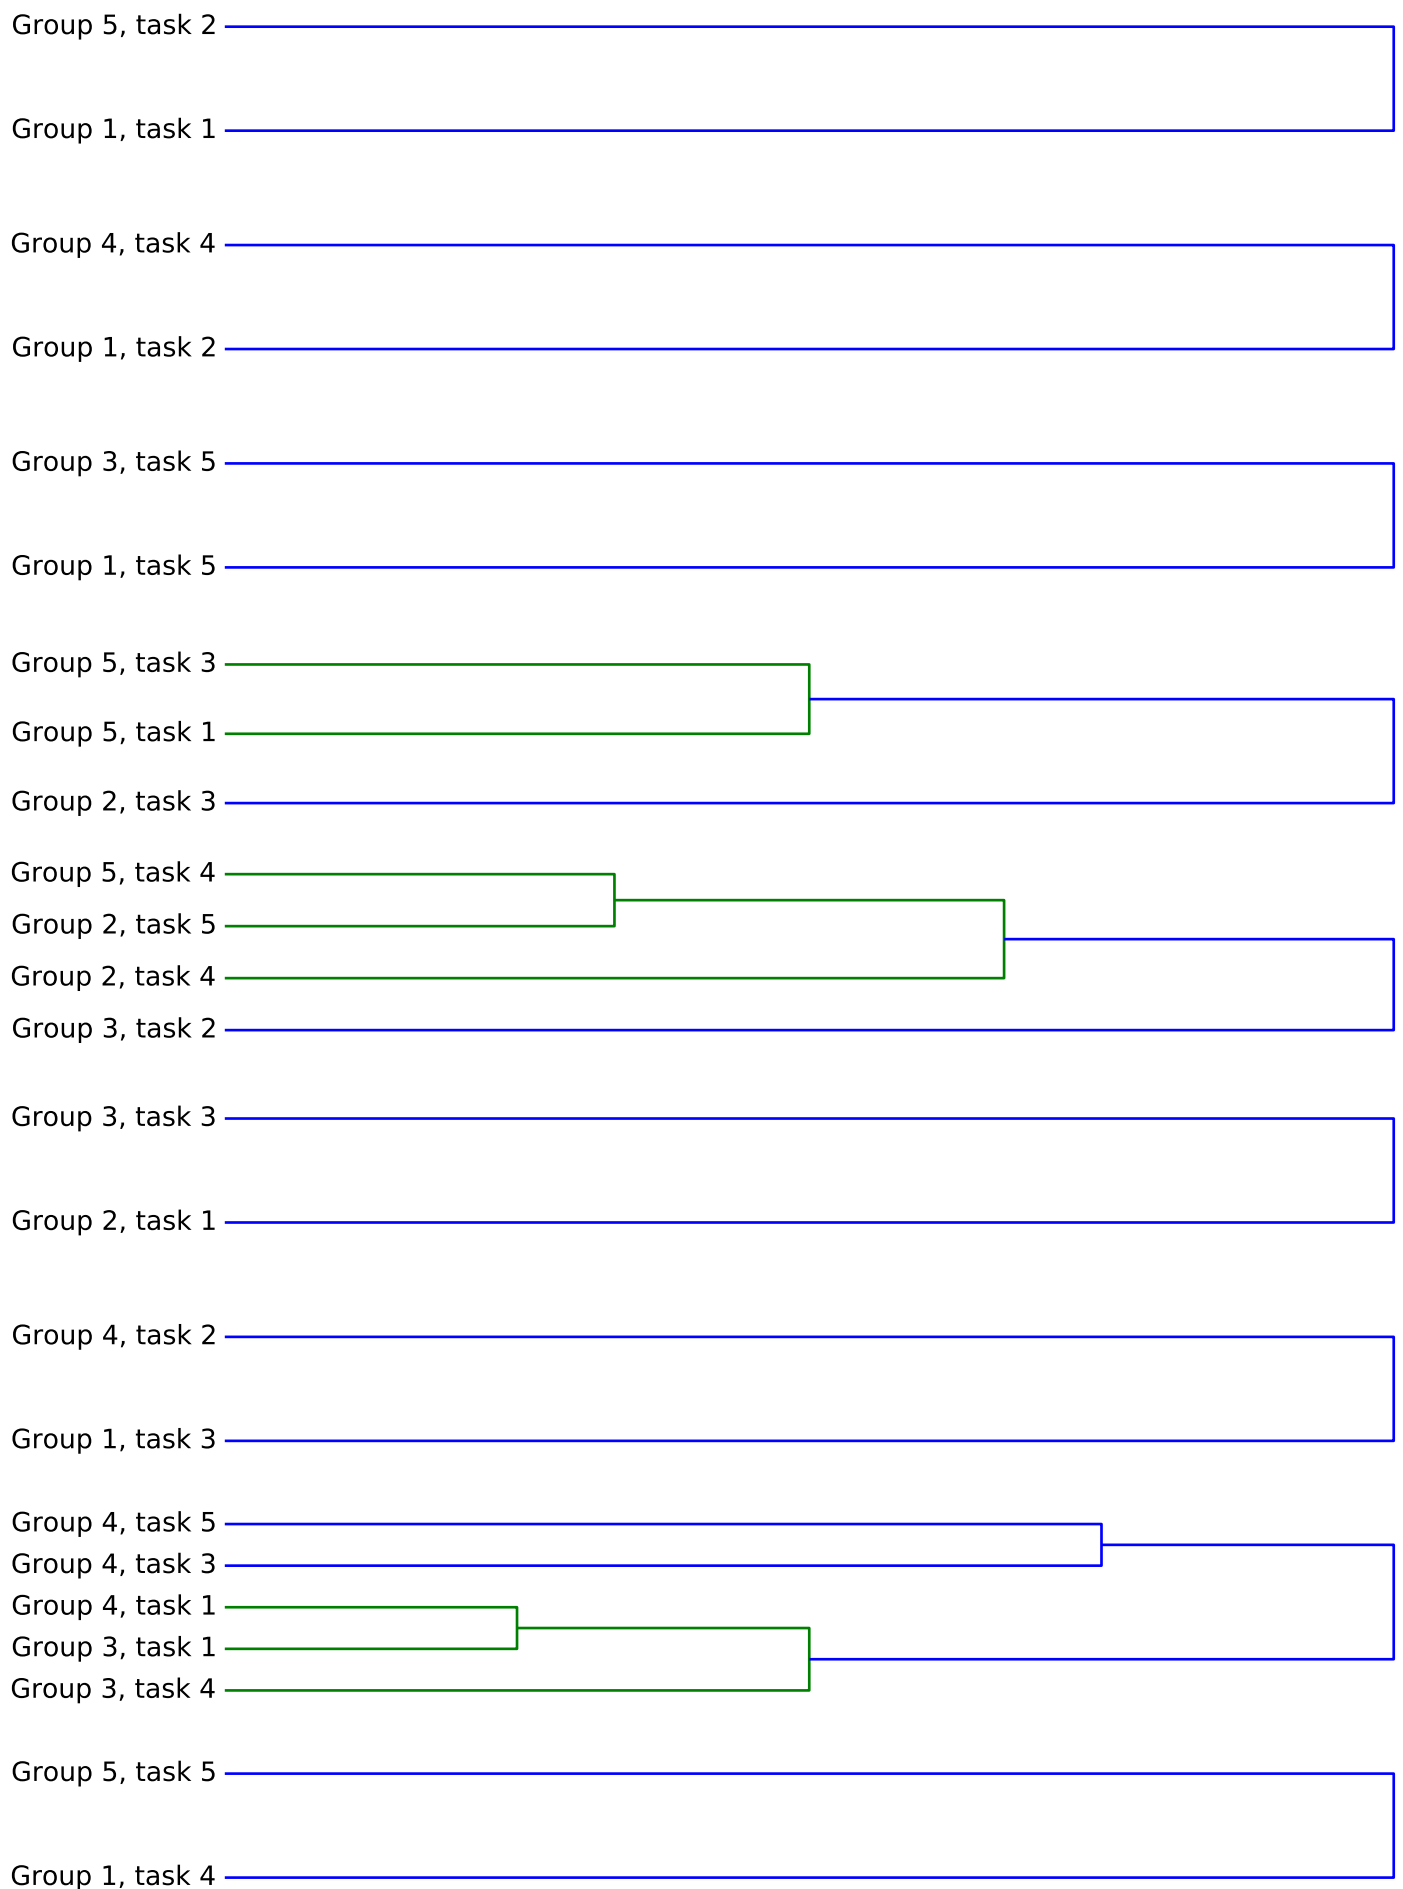 Group 5, task 2
Group 1, task 1
Group 4, task 4
Group 1, task 2
Group 3, task 5
Group 1, task 5
Group 5, task 3
Group 5, task 1
Group 2, task 3
Group 5, task 4
Group 2, task 5
Group 2, task 4
Group 3, task 2
Group 3, task 3
Group 2, task 1
Group 4, task 2
Group 1, task 3
Group 4, task 5
Group 4, task 3
Group 4, task 1
Group 3, task 1
Group 3, task 4
Group 5, task 5
Group 1, task 4